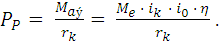 P_P = M_aý / r_k = M_e · i_k · i_0 · η / r_k .